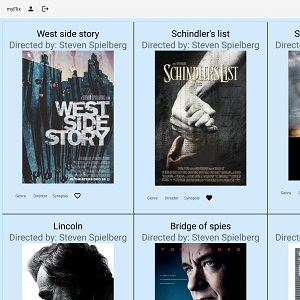 myFlix
West side story
Directed by: Steven Spielberg
WEST
SIDE
STORY
Genre Director Synopsis
Schindler's list
Directed by: Steven Spielberg
SCHINDLER'S LIST
Genre Director Synopsis
S
Genre
Lincoln
Directed by: Steven Spielberg
Bridge of spies
Directed by: Steven Spielberg
TOM HANKS
D